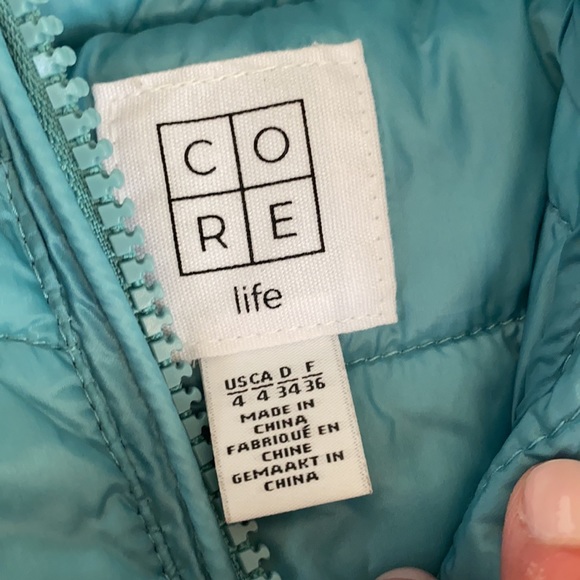 C O
R E
life
US CA D F
4 4 34 36
MADE IN
CHINA
FABRIQUÉ EN
CHINE
GEMAAKT IN
CHINA